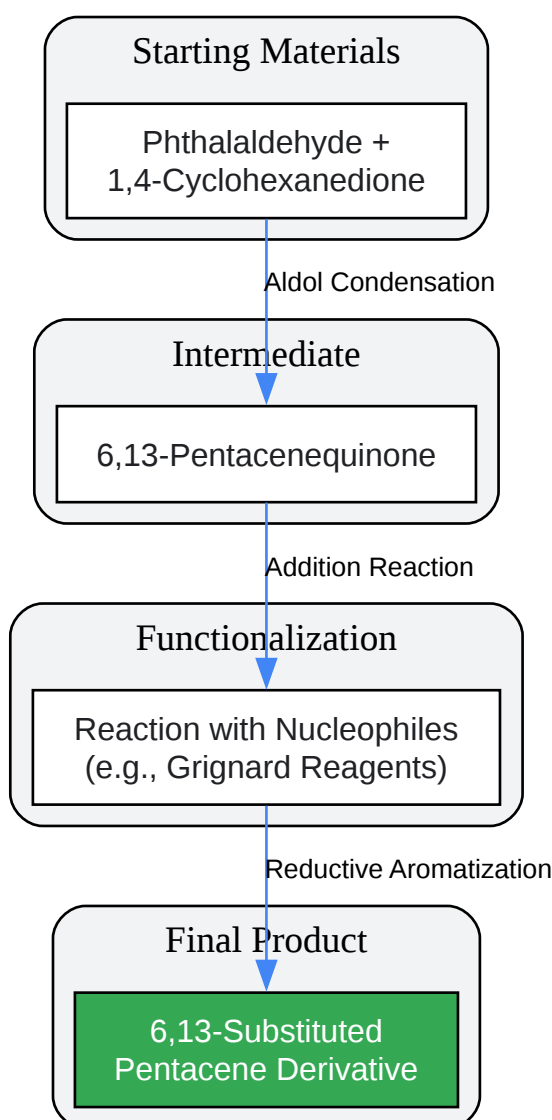 Starting Materials
Phthalaldehyde +
1,4-Cyclohexanedione
Aldol Condensation
Intermediate
6,13-Pentacenequinone
Addition Reaction
Functionalization
Reaction with Nucleophiles
(e.g., Grignard Reagents)
Reductive Aromatization
Final Product
6,13-Substituted
Pentacene Derivative